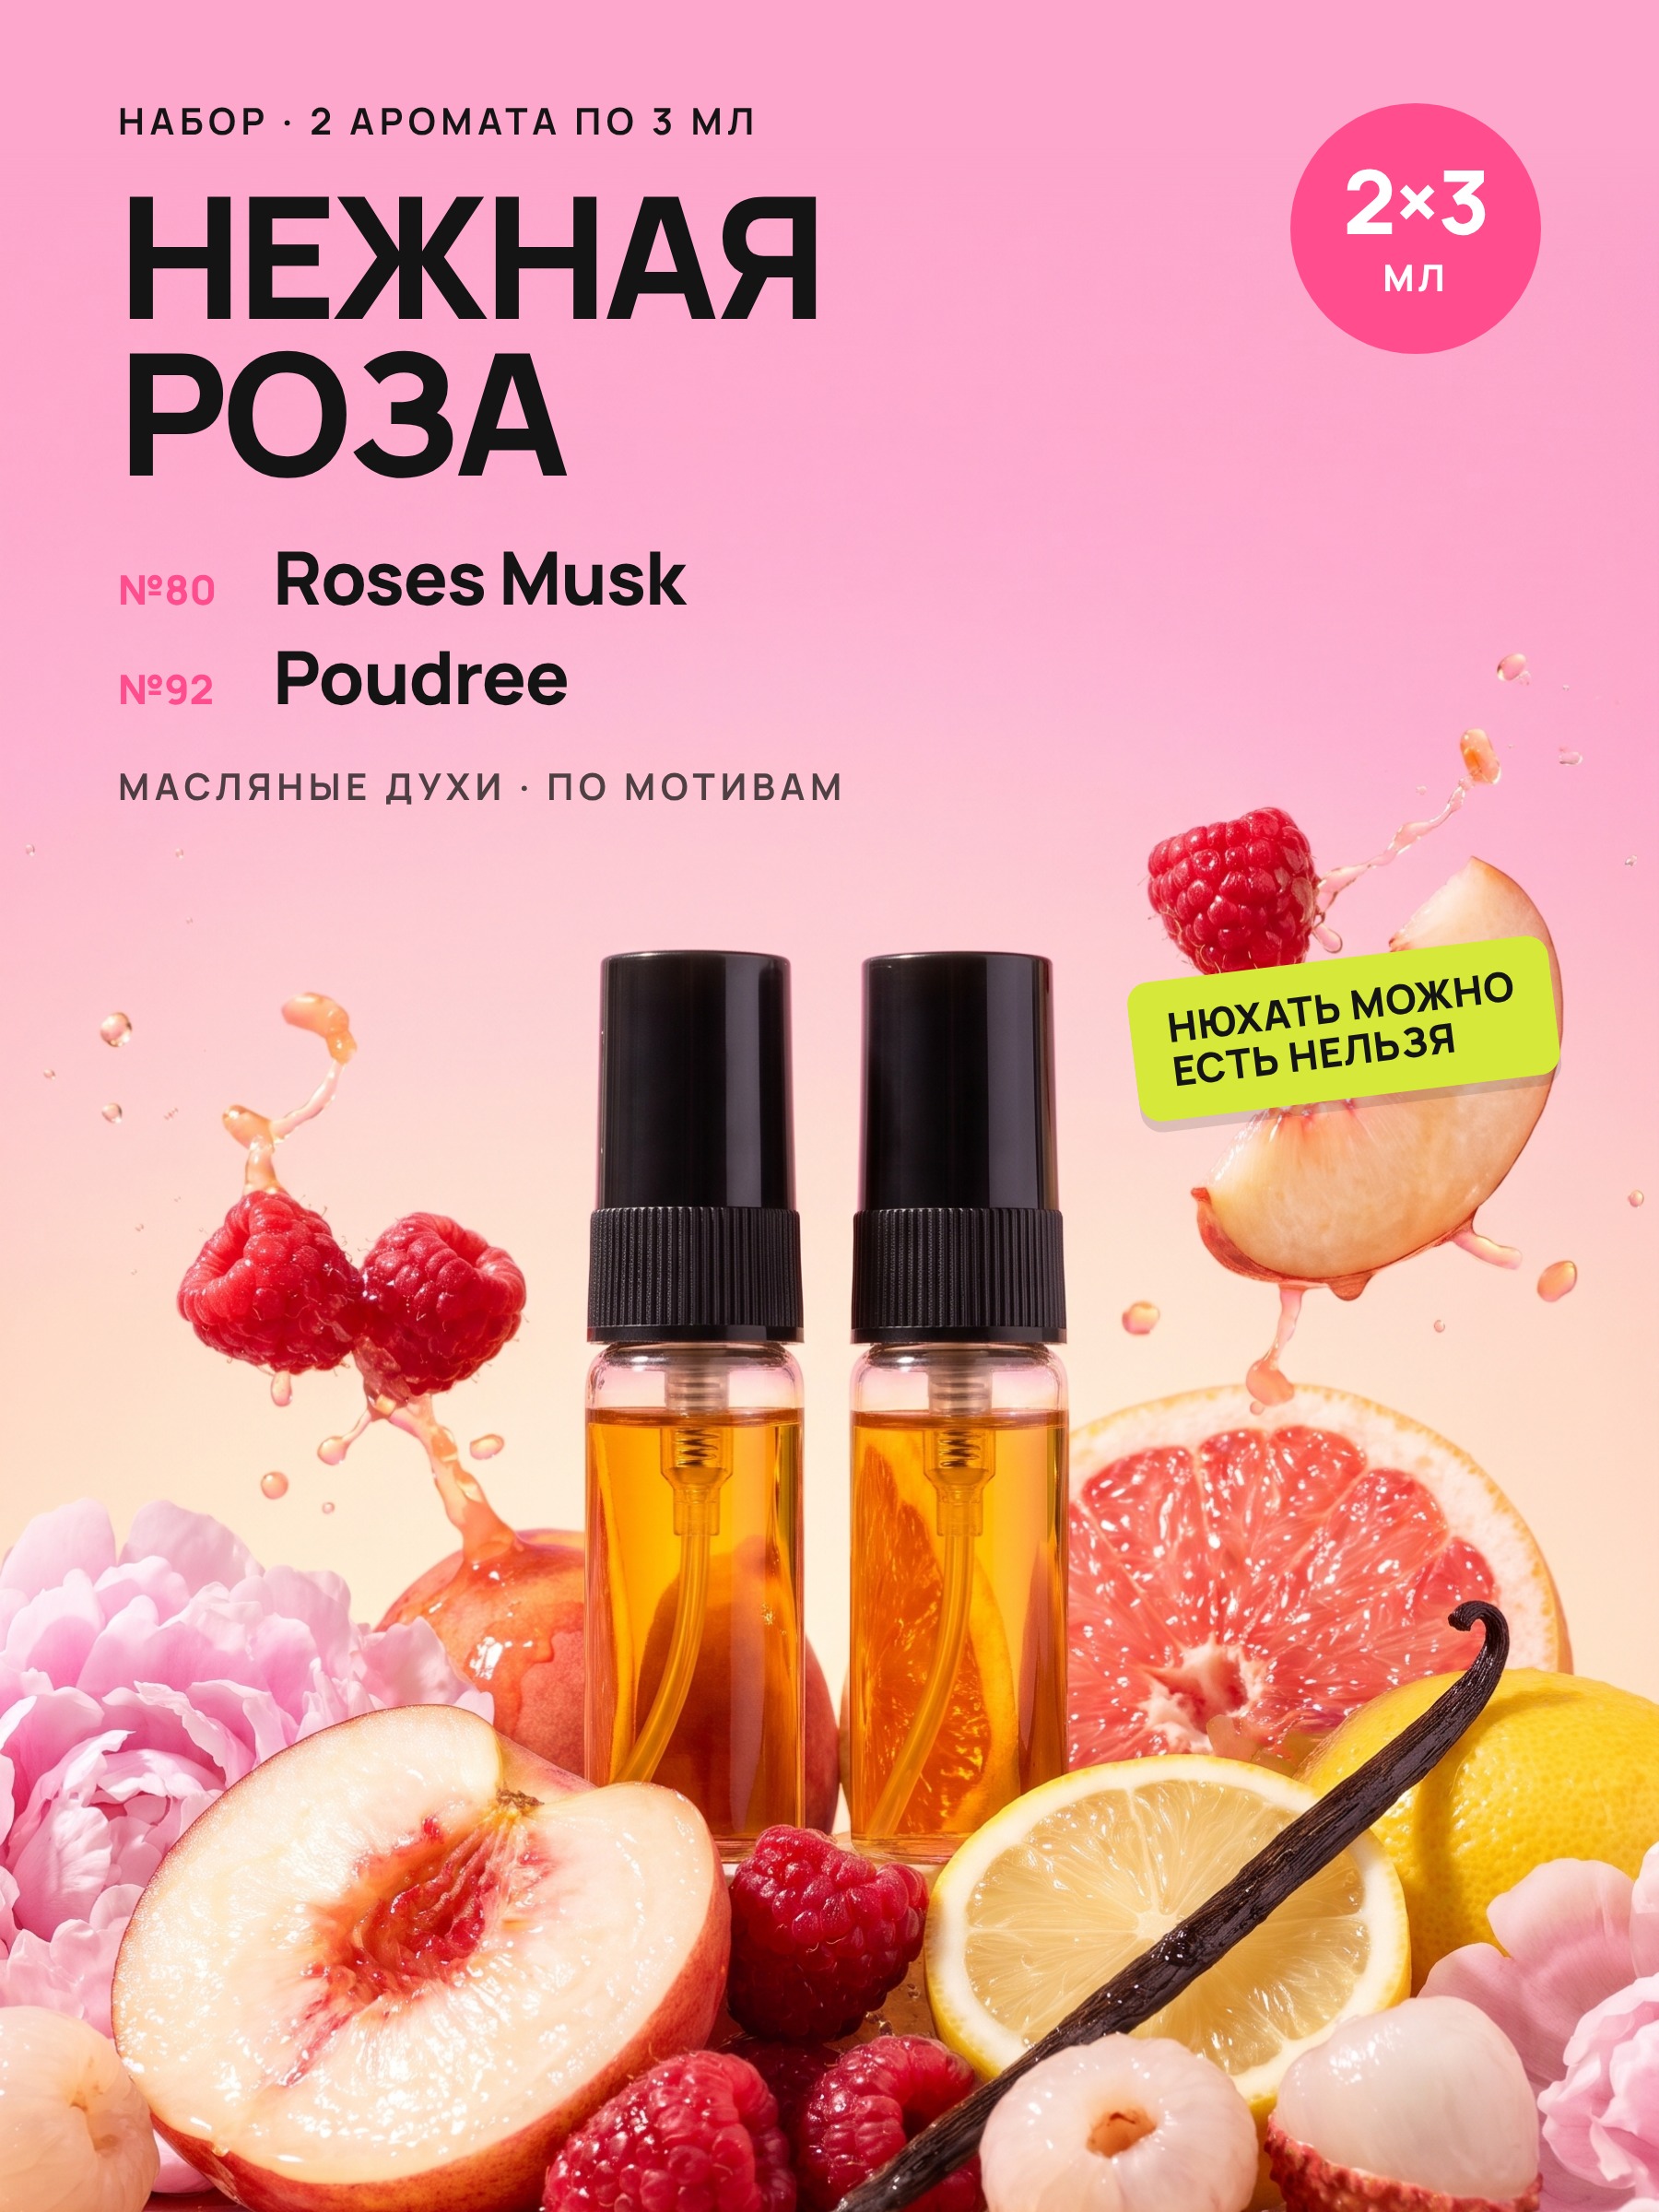 НАБОР · 2 АРОМАТА ПО 3 МЛ
НЕЖНАЯ
РОЗА
№80 Roses Musk
№92 Poudree
МАСЛЯНЫЕ ДУХИ · ПО МОТИВАМ
2×3
МЛ
НЮХАТЬ МОЖНО
ЕСТЬ НЕЛЬЗЯ